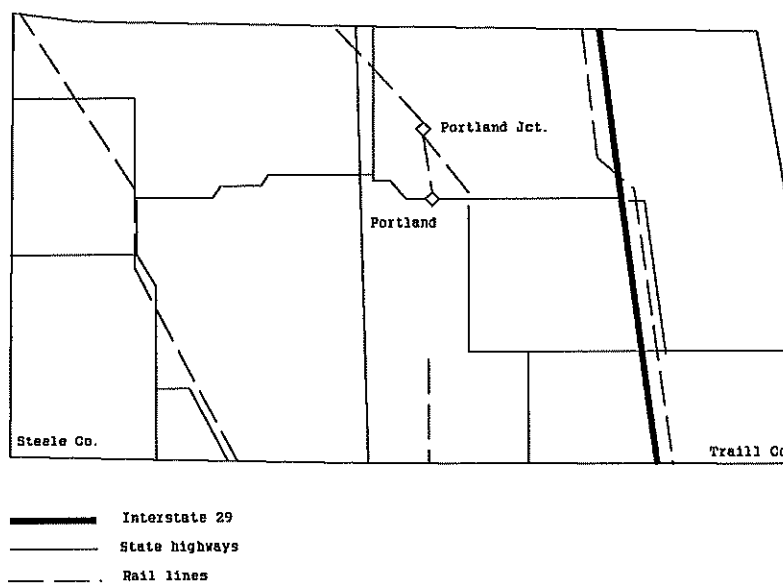 Portland Jct.
Portland
Steele Co.
Traill Co
Interstate 29
State highways
Rail lines